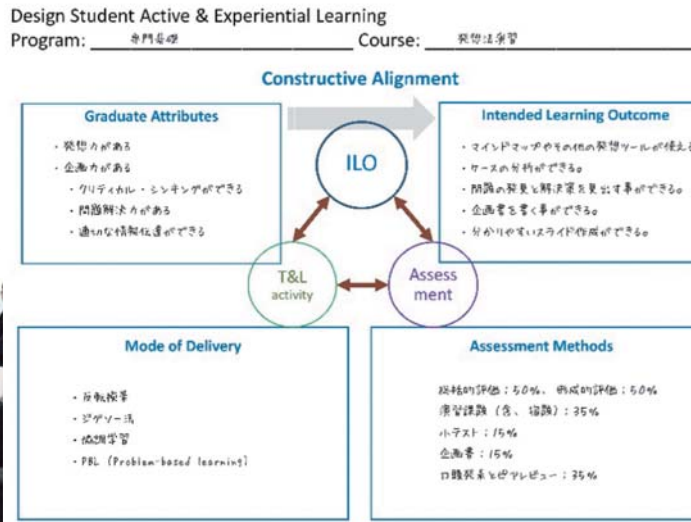 Design Student Active & Experiential Learning
Program: 専門基礎 Course: 発想法演習
Constructive Alignment
Graduate Attributes
・発想力がある
・企画力がある
・クリティカル・シンキングができる
・問題解決力がある
・適切な情報伝達ができる
Intended Learning Outcome
・マインドマップやその他の発想ツールが使える
・ケースの分析ができる。
・問題の発見と解決策を見出す事ができる。
・企画書を書く事ができる。
・分かりやすいスライド作成ができる。
ILO
T&L
activity
Assess
ment
Mode of Delivery
・反転授業
・ジグソー法
・協調学習
・PBL (Problem-based learning)
Assessment Methods
総括的評価:50%、形成的評価:50%
演習課題(含、宿題):35%
小テスト:15%
企画書:15%
口頭発表とピアレビュー:35%